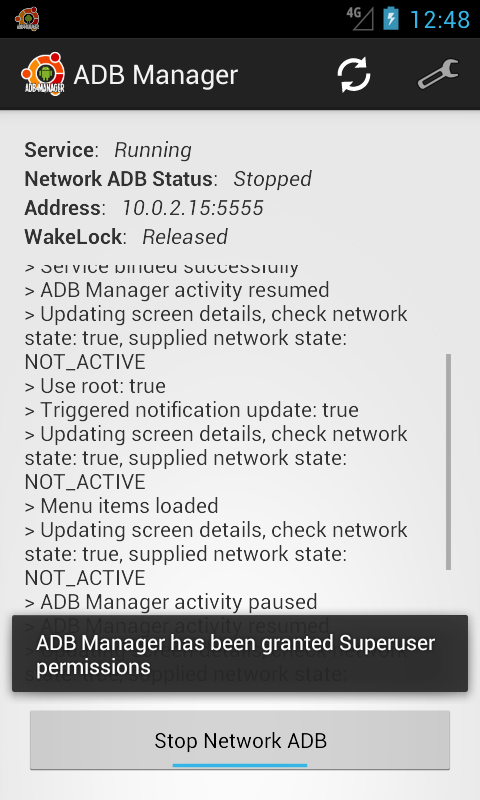 4G 12:48
ADB MANAGER ADB Manager
Service: Running
Network ADB Status: Stopped
Address: 10.0.2.15:5555
WakeLock: Released
> Service binded successfully
> ADB Manager activity resumed
> Updating screen details, check network
state: true, supplied network state:
NOT_ACTIVE
> Use root: true
> Triggered notification update: true
> Updating screen details, check network
state: true, supplied network state:
NOT_ACTIVE
> Menu items loaded
> Updating screen details, check network
state: true, supplied network state:
NOT_ACTIVE
> ADB Manager activity paused
> ADB Manager activity resumed
ADB Manager has been granted Superuser
permissions
Stop Network ADB